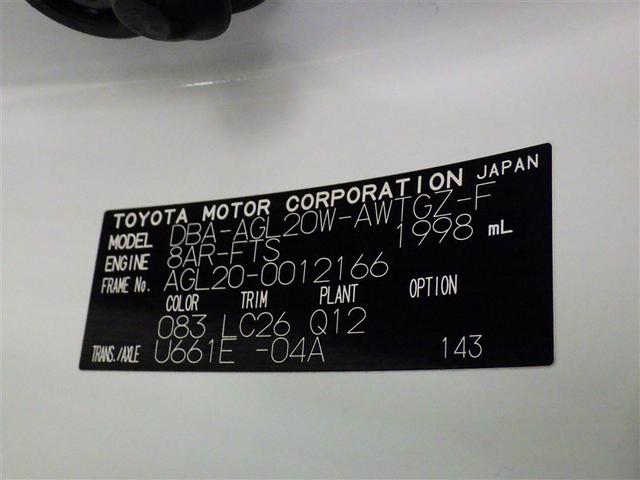 TOYOTA MOTOR CORPORATION JAPAN
MODEL DBA-AGL20W-AWTGZ-F
ENGINE 8AR-FTS 1998 mL
FRAME No. AGL20-0012166
COLOR TRIM PLANT OPTION
083 LC26 Q12
TRANS./AXLE U661E -04A 143